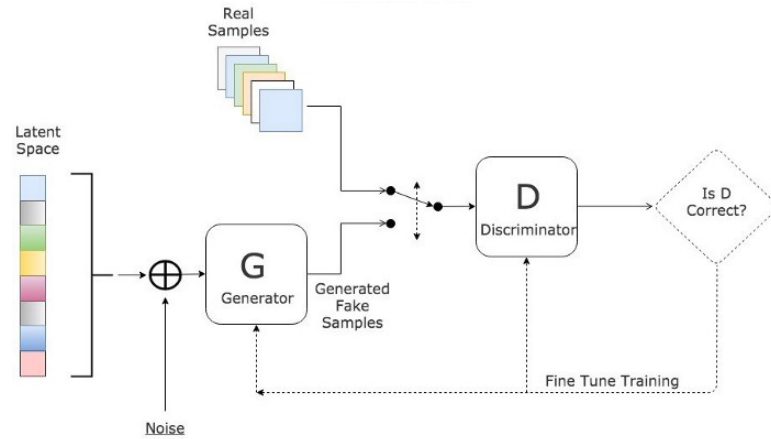 Real
Samples
Latent
Space
G
Generator
Generated
Fake
Samples
D
Discriminator
Is D
Correct?
Fine Tune Training
Noise